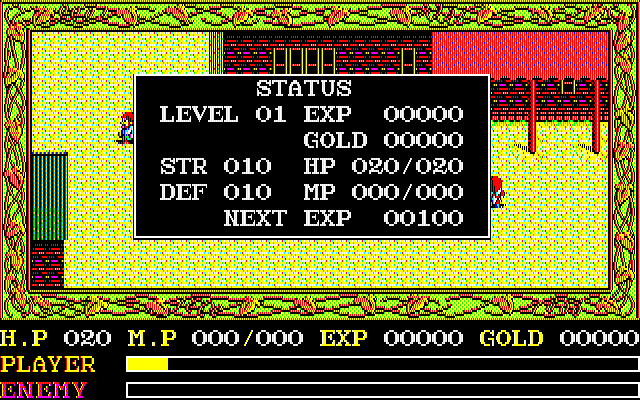 STATUS
LEVEL 01 EXP 00000
GOLD 00000
STR 010 HP 020/020
DEF 010 MP 000/000
NEXT EXP 00100
H.P 020 M.P 000/000 EXP 00000 GOLD 00000
PLAYER
ENEMY